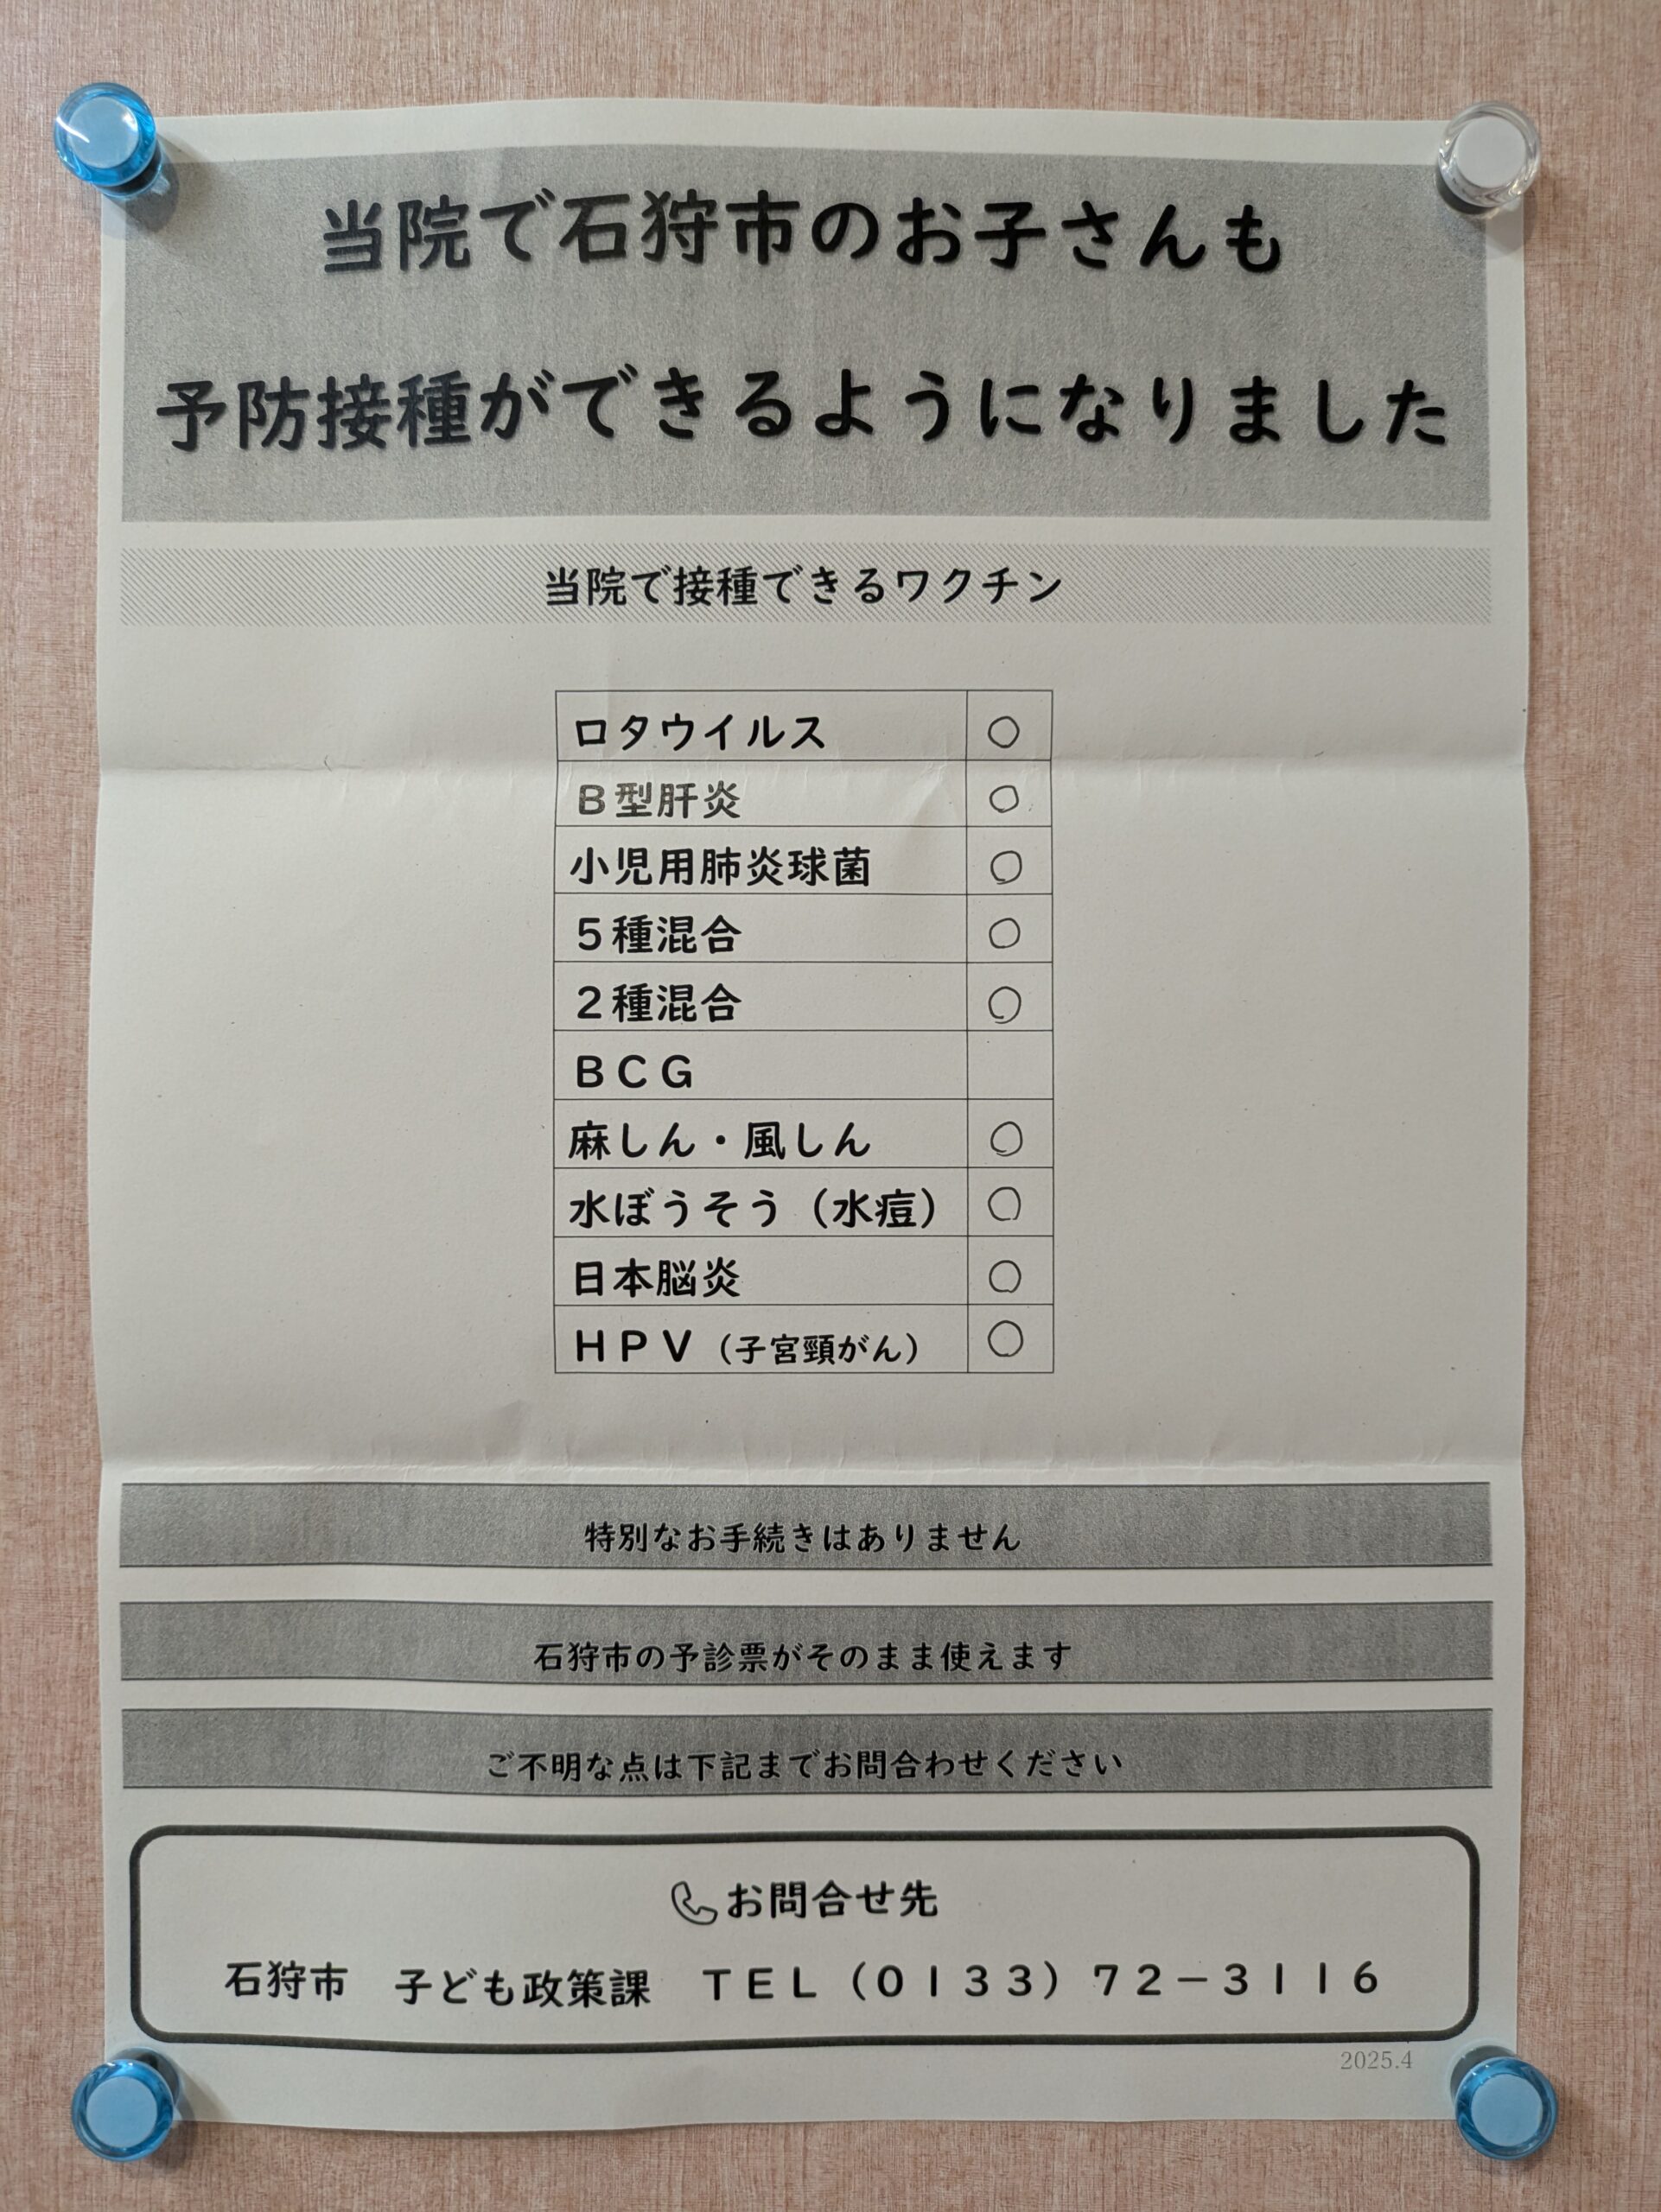 当院で石狩市のお子さんも
予防接種ができるようになりました
当院で接種できるワクチン
ロタウイルス ○
B型肝炎 ○
小児用肺炎球菌 ○
5種混合 ○
2種混合 ○
BCG
麻しん・風しん ○
水ぼうそう（水痘） ○
日本脳炎 ○
HPV（子宮頸がん） ○
特別なお手続きはありません
石狩市の予診票がそのまま使えます
ご不明な点は下記までお問合わせください
お問合せ先
石狩市　子ども政策課　TEL（0133）72－3116
2025.4